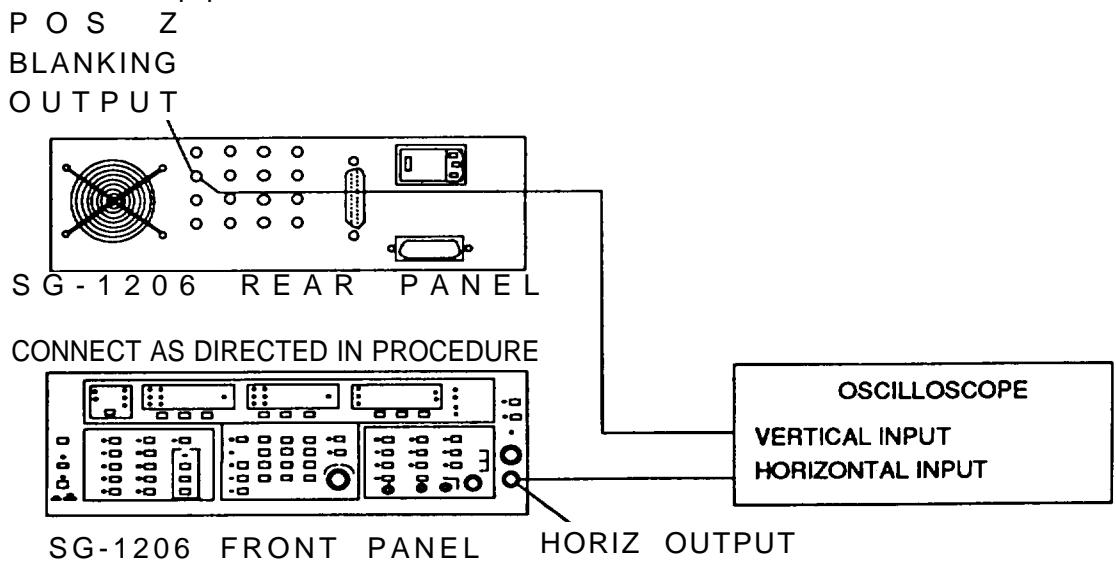 POS Z
BLANKING
OUTPUT
SG-1206 REAR PANEL
CONNECT AS DIRECTED IN PROCEDURE
OSCILLOSCOPE
VERTICAL INPUT
HORIZONTAL INPUT
SG-1206 FRONT PANEL
HORIZ OUTPUT